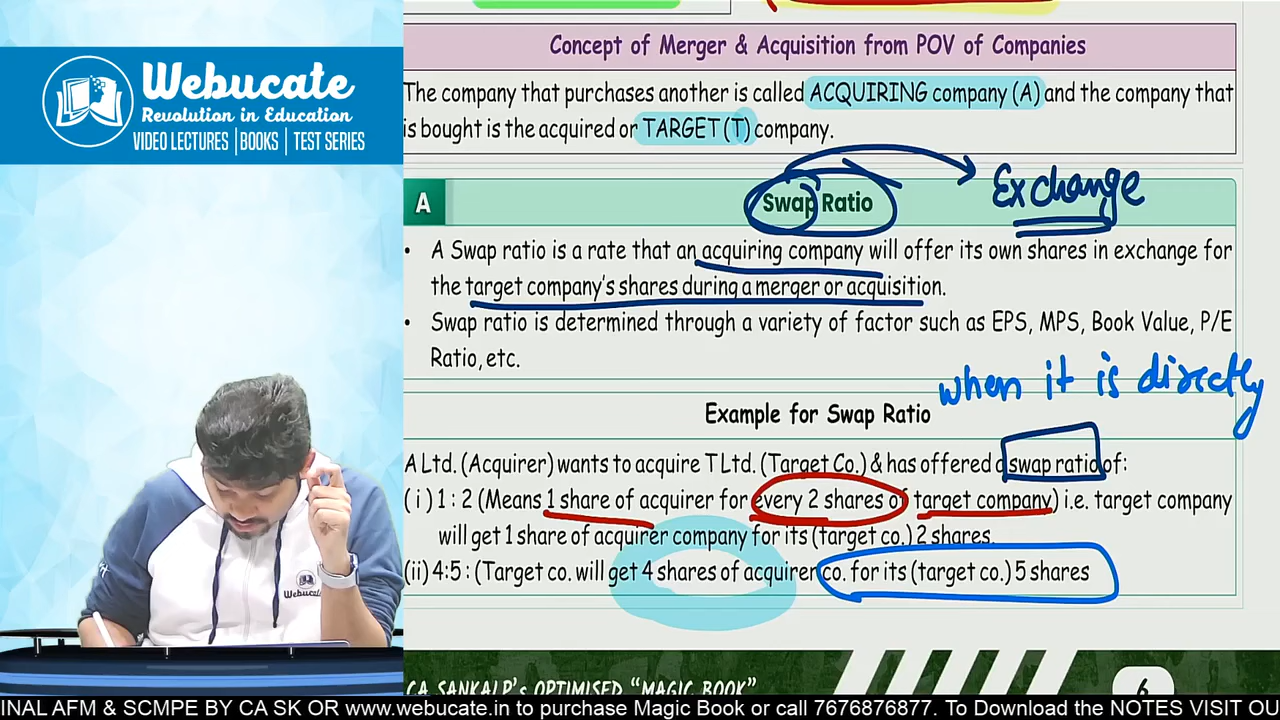 Webucate
Revolution in Education
VIDEO LECTURES | BOOKS | TEST SERIES
Concept of Merger & Acquisition from POV of Companies
The company that purchases another is called ACQUIRING company (A) and the company that
is bought is the acquired or TARGET (T) company.
A
Swap Ratio
Exchange
• A Swap ratio is a rate that an acquiring company will offer its own shares in exchange for
the target company's shares during a merger or acquisition.
• Swap ratio is determined through a variety of factor such as EPS, MPS, Book Value, P/E
Ratio, etc.
when it is directly
Example for Swap Ratio
A Ltd. (Acquirer) wants to acquire T Ltd. (Target Co.) & has offered a swap ratio of:
(i) 1 : 2 (Means 1 share of acquirer for every 2 shares of target company) i.e. target company
will get 1 share of acquirer company for its (target co.) 2 shares.
(ii) 4:5 : (Target co. will get 4 shares of acquirer co. for its (target co.) 5 shares
Webucate
CA SANKALP's OPTIMISED "MAGIC BOOK"
6
INAL AFM & SCMPE BY CA SK OR www.webucate.in to purchase Magic Book or call 7676876877. To Download the NOTES VISIT OU